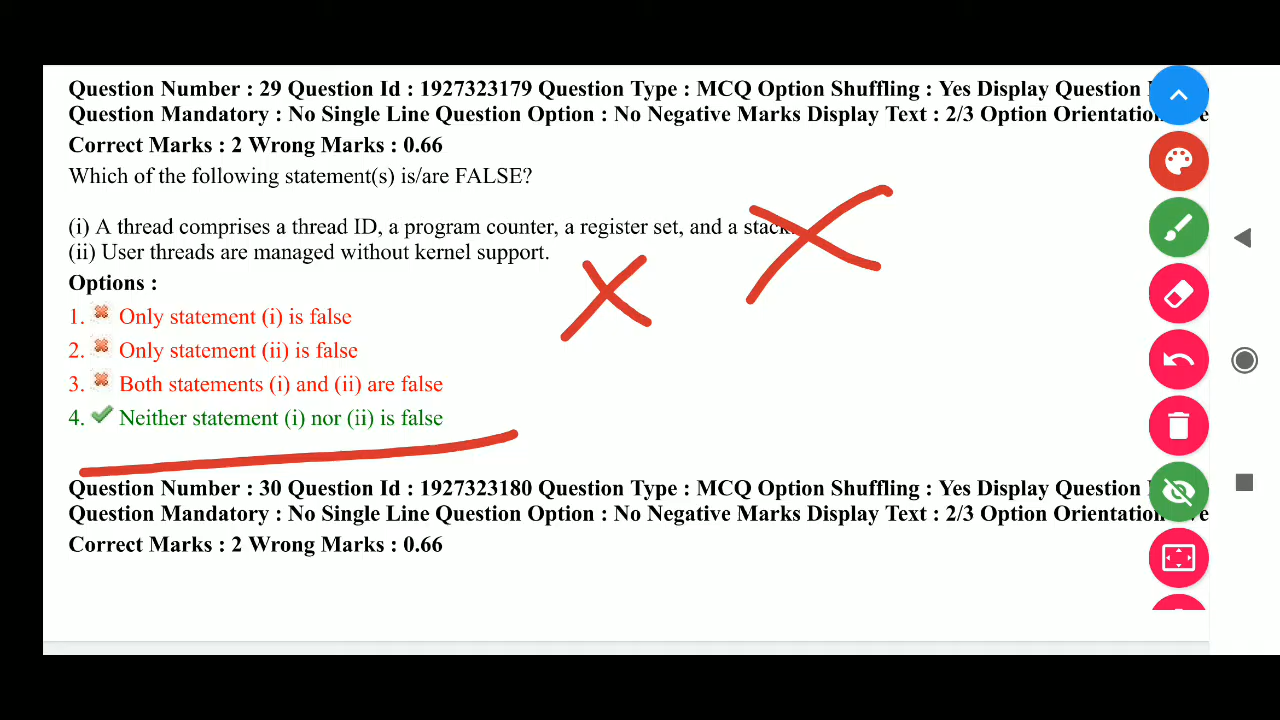 Question Number : 29 Question Id : 1927323179 Question Type : MCQ Option Shuffling : Yes Display Question
Question Mandatory : No Single Line Question Option : No Negative Marks Display Text : 2/3 Option Orientation
Correct Marks : 2 Wrong Marks : 0.66
Which of the following statement(s) is/are FALSE?
(i) A thread comprises a thread ID, a program counter, a register set, and a stack.
(ii) User threads are managed without kernel support.
Options :
1. Only statement (i) is false
2. Only statement (ii) is false
3. Both statements (i) and (ii) are false
4. Neither statement (i) nor (ii) is false
Question Number : 30 Question Id : 1927323180 Question Type : MCQ Option Shuffling : Yes Display Question
Question Mandatory : No Single Line Question Option : No Negative Marks Display Text : 2/3 Option Orientation
Correct Marks : 2 Wrong Marks : 0.66